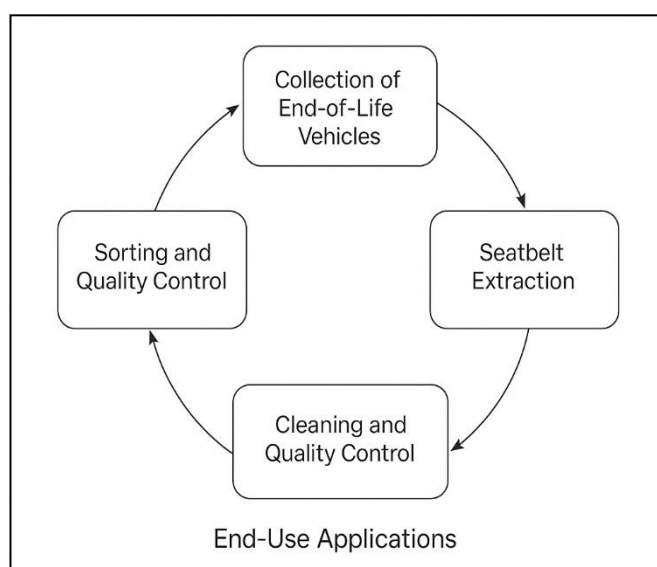 Collection of
End-of-Life
Vehicles
Seatbelt
Extraction
Cleaning and
Quality Control
Sorting and
Quality Control
End-Use Applications